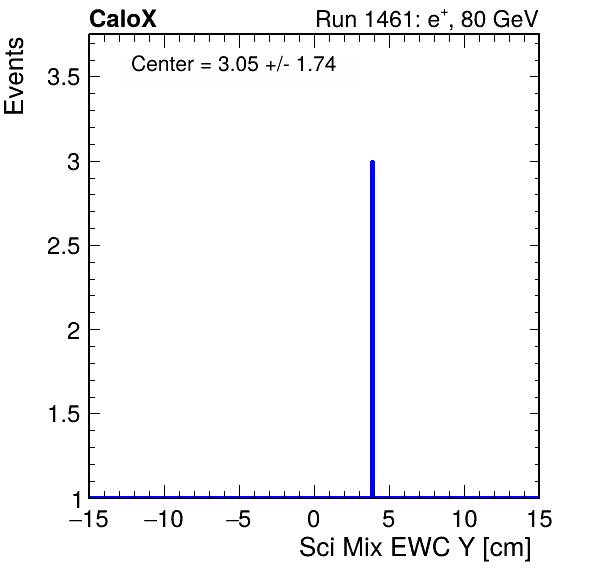 CaloX Run 1461: e⁺, 80 GeV
Center = 3.05 +/- 1.74
Events
3.5
3
2.5
2
1.5
1
−15 −10 −5 0 5 10 15
Sci Mix EWC Y [cm]